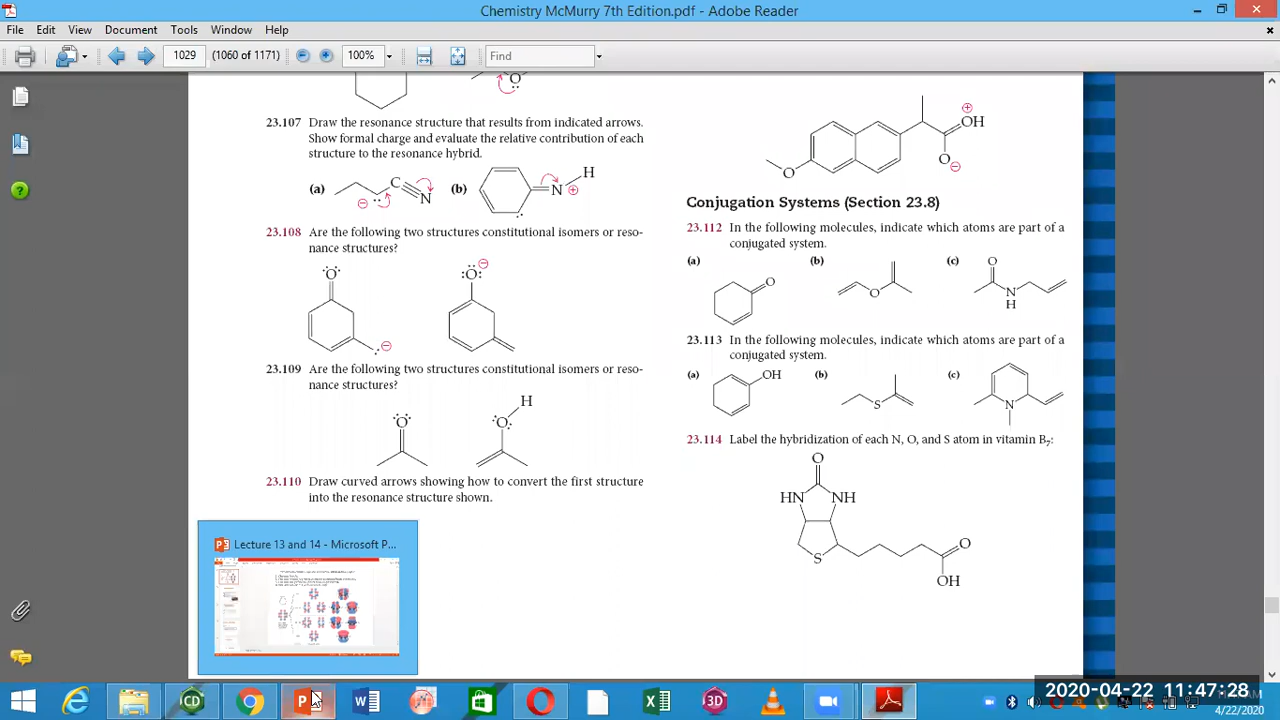 Chemistry McMurry 7th Edition.pdf - Adobe Reader
File Edit View Document Tools Window Help
1029 (1060 of 1171) 100% Find
O
23.107 Draw the resonance structure that results from indicated arrows.
Show formal charge and evaluate the relative contribution of each
structure to the resonance hybrid.
(a) C N (b) N H
23.108 Are the following two structures constitutional isomers or reso-
nance structures?
O O
23.109 Are the following two structures constitutional isomers or reso-
nance structures?
O O H
23.110 Draw curved arrows showing how to convert the first structure
into the resonance structure shown.
OH
O
O
Conjugation Systems (Section 23.8)
23.112 In the following molecules, indicate which atoms are part of a
conjugated system.
(a) (b) (c)
O O O N
H
23.113 In the following molecules, indicate which atoms are part of a
conjugated system.
(a) OH (b) (c)
S N
23.114 Label the hybridization of each N, O, and S atom in vitamin B7:
O
HN NH
S O
OH
Lecture 13 and 14 - Microsoft P...
2020-04-22 11:47:28
4/22/2020